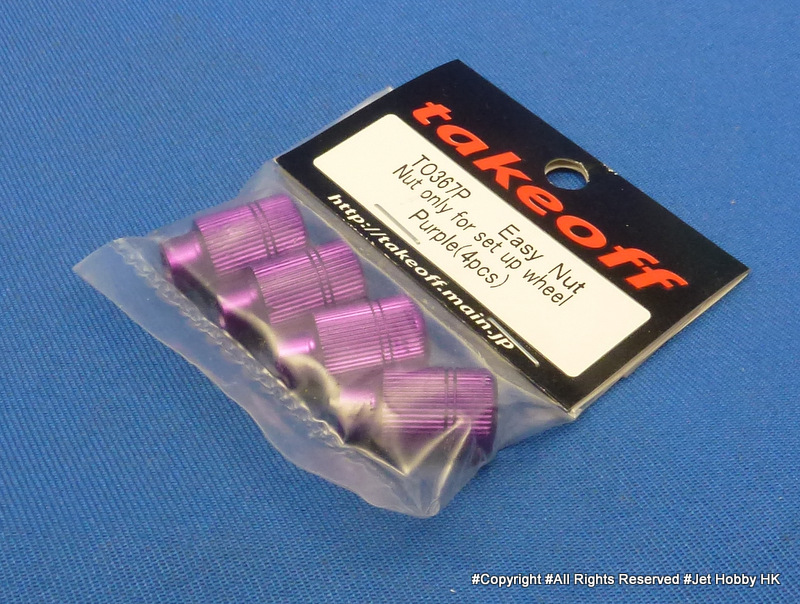 takeoff
TO367P Easy Nut
Nut only for set up wheel
Purple(4pcs)
http://takeoff.main.jp
#Copyright #All Rights Reserved #Jet Hobby HK